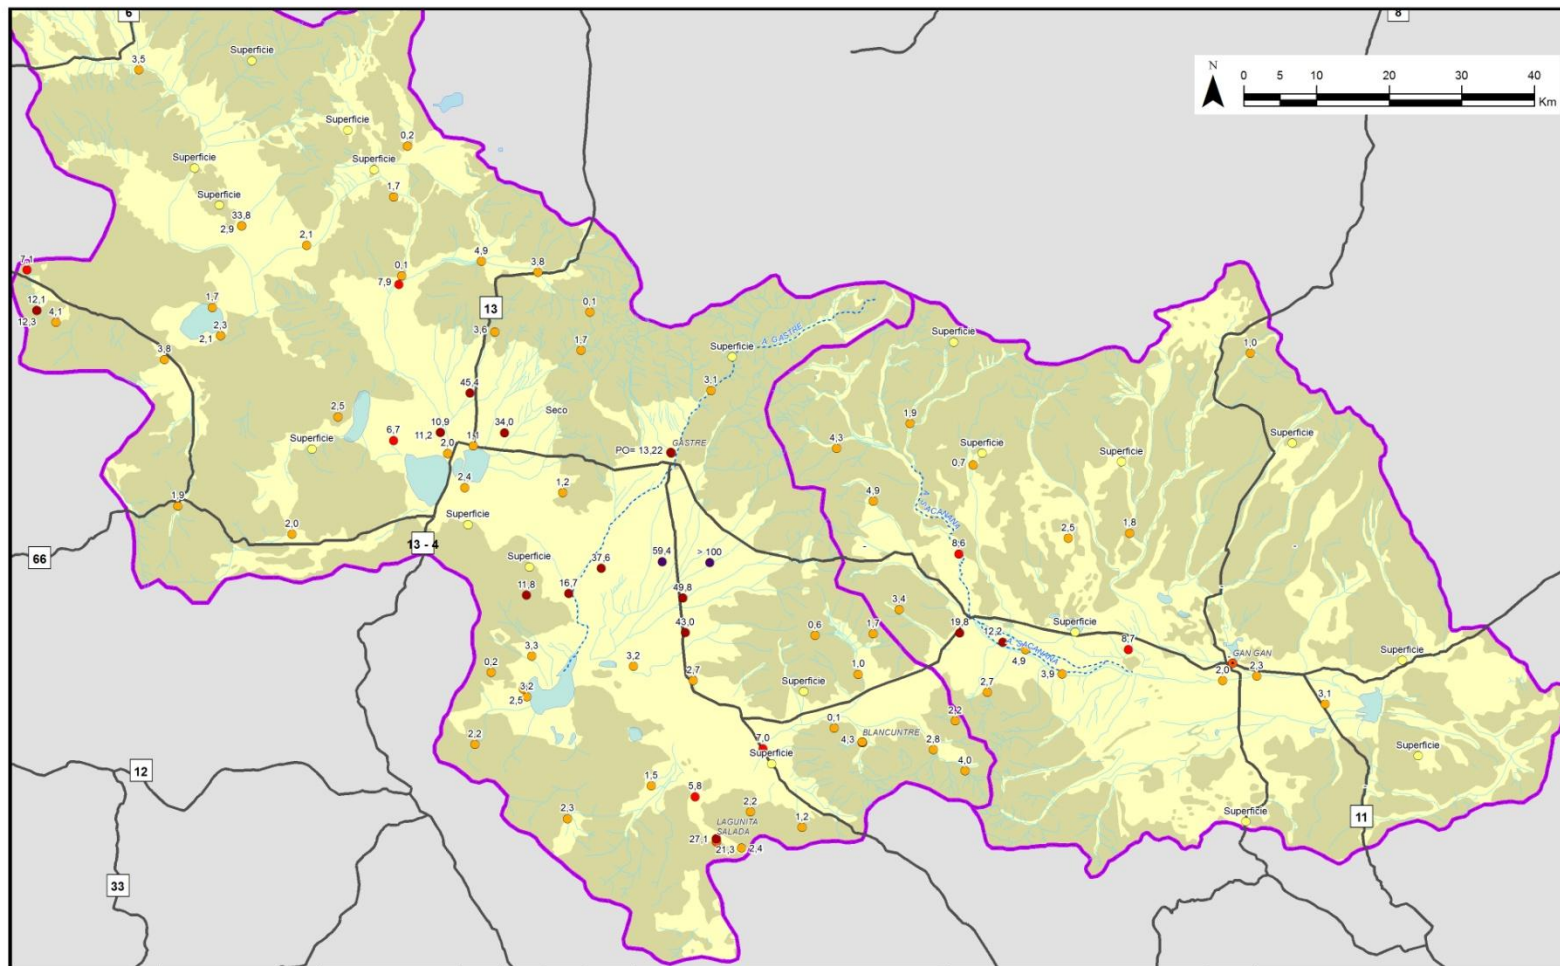 6
8
3,5
Superficie
N
0 5 10 20 30 40
Km
Superficie
0,2
Superficie
Superficie
1,7
Superficie
33,8
2,9
2,1
4,9
7,1
0,1
3,8
7,9
12,1
4,1
12,3
1,7
13
0,1
2,3
2,1
3,6
A. GASTRE
Superficie
3,8
1,7
Superficie
1,0
3,1
45,4
2,5
Seco
1,9
10,9
34,0
6,7
11,2
1,1
2,0
Superficie
GASTRE
PO= 13,22
4,3
Superficie
0,7
Superficie
Superficie
2,4
1,2
4,9
A. SACANANA
1,9
Superficie
2,0
2,5
1,8
13 - 4
66
Superficie
37,6
59,4
> 100
-
8,6
-
11,8
16,7
49,8
3,4
43,0
0,6
1,7
19,8
12,2
Superficie
A. SACANANA
4,9
8,7
3,3
0,2
3,2
3,2
2,5
2,7
1,0
3,9
GAN GAN
2,0
2,3
Superficie
Superficie
2,7
3,1
2,2
0,1
2,2
4,3
BLANCUNTRE
2,8
7,0
Superficie
4,0
Superficie
12
1,5
5,8
2,3
2,2
1,2
Superficie
11
LAGUNITA
SALADA
27,1
21,3
2,4
33